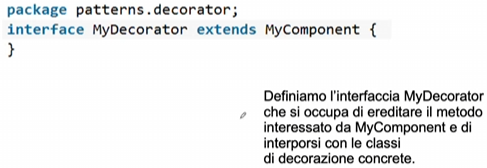 package patterns.decorator;
interface MyDecorator extends MyComponent {
}
Definiamo l'interfaccia MyDecorator
che si occupa di ereditare il metodo
interessato da MyComponent e di
interporsi con le classi
di decorazione concrete.